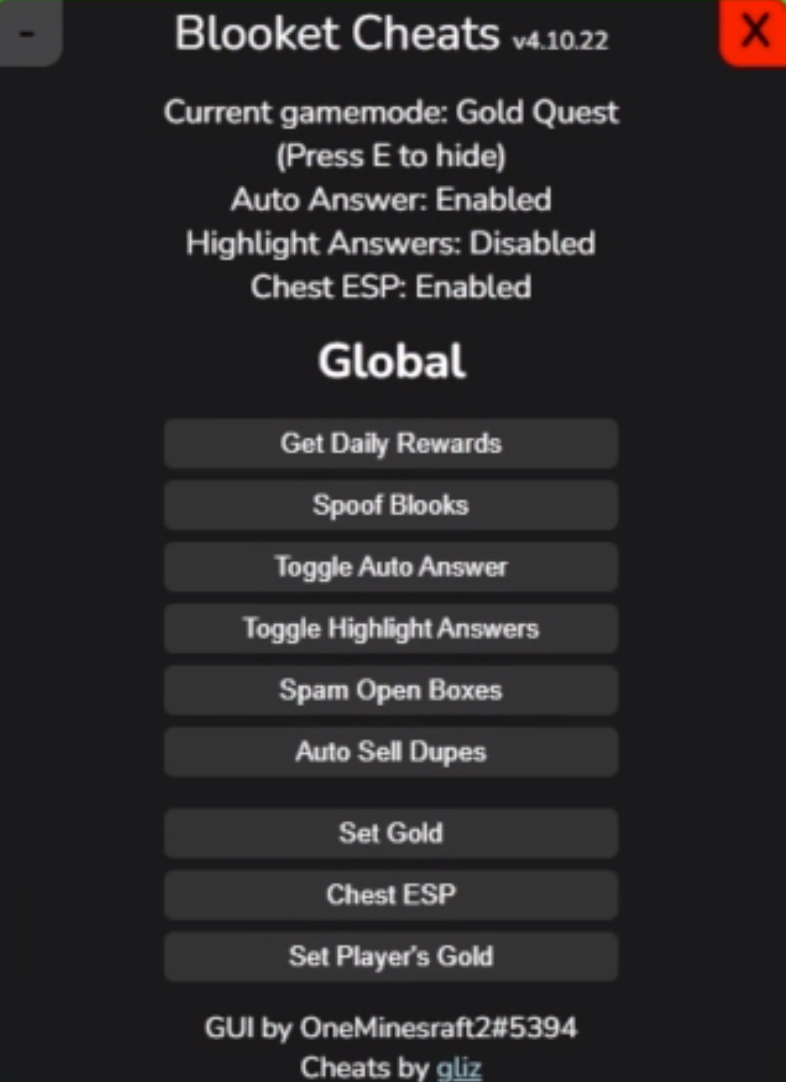 -
Blooket Cheats v4.10.22
X
Current gamemode: Gold Quest
(Press E to hide)
Auto Answer: Enabled
Highlight Answers: Disabled
Chest ESP: Enabled
Global
Get Daily Rewards
Spoof Blooks
Toggle Auto Answer
Toggle Highlight Answers
Spam Open Boxes
Auto Sell Dupes
Set Gold
Chest ESP
Set Player's Gold
GUI by OneMinesraft2#5394
Cheats by gliz